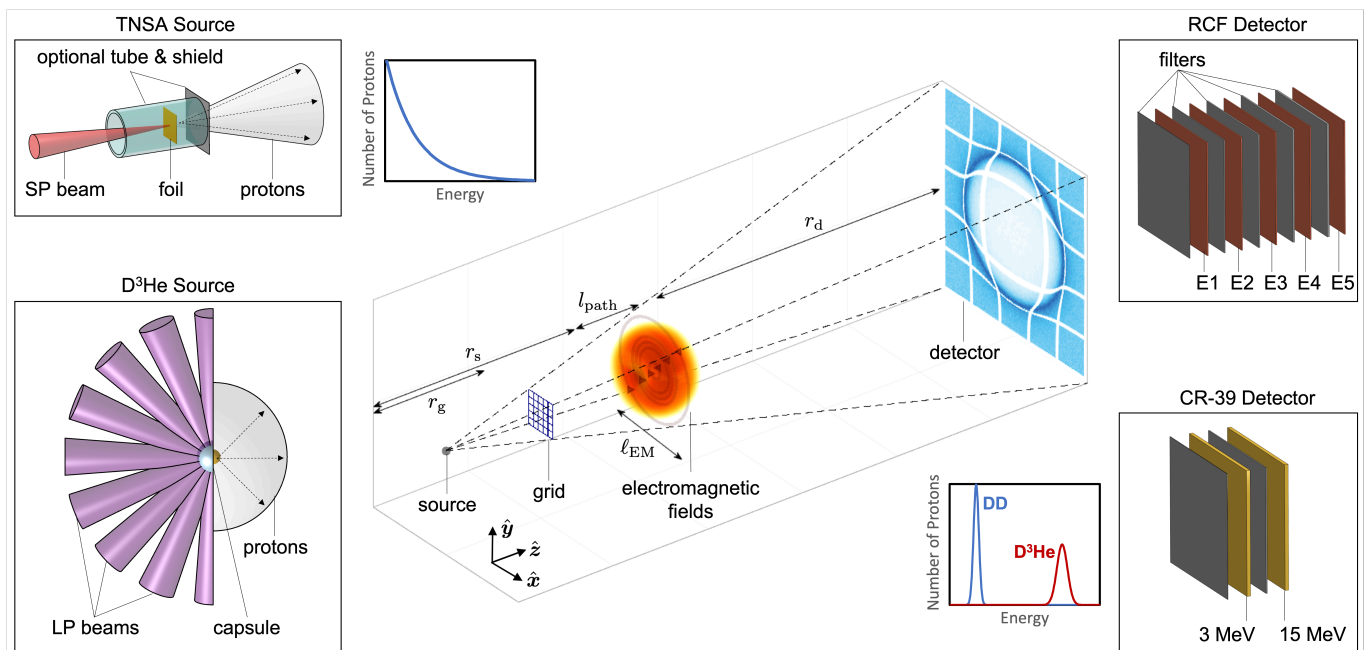 TNSA Source
optional tube & shield
SP beam
foil
protons
Number of Protons
Energy
D³He Source
LP beams
capsule
protons
r_s
r_g
l_path
r_d
ℓ_EM
source
grid
electromagnetic
fields
detector
ŷ
ẑ
x̂
Number of Protons
DD
D³He
Energy
RCF Detector
filters
E1 E2 E3 E4 E5
CR-39 Detector
3 MeV 15 MeV